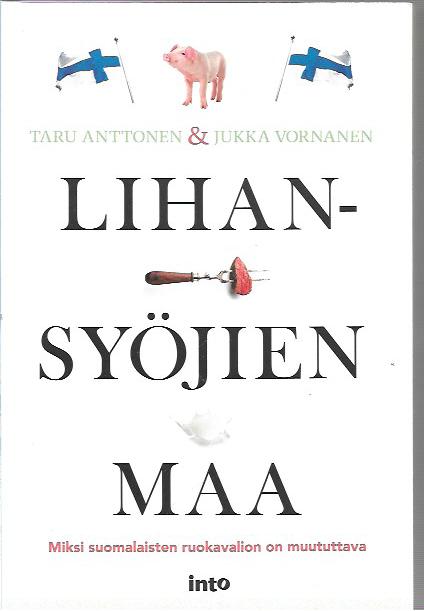 TARU ANTTONEN & JUKKA VORNANEN
LIHAN-
SYÖJIEN
MAA
Miksi suomalaisten ruokavalion on muututtava
into